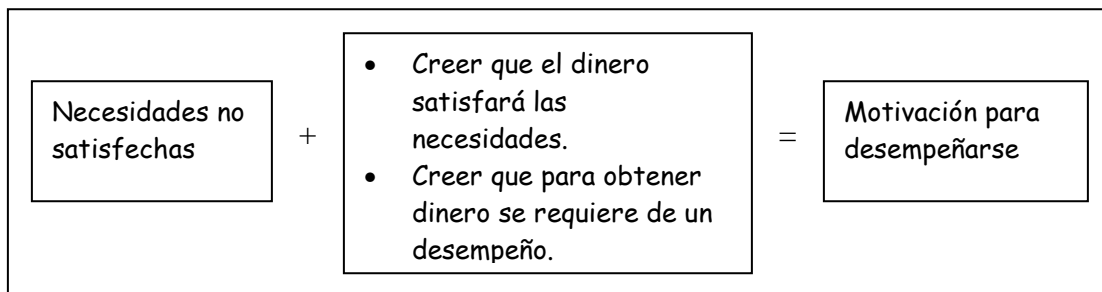 Necesidades no
satisfechas
+
• Creer que el dinero
satisfará las
necesidades.
• Creer que para obtener
dinero se requiere de un
desempeño.
=
Motivación para
desempeñarse